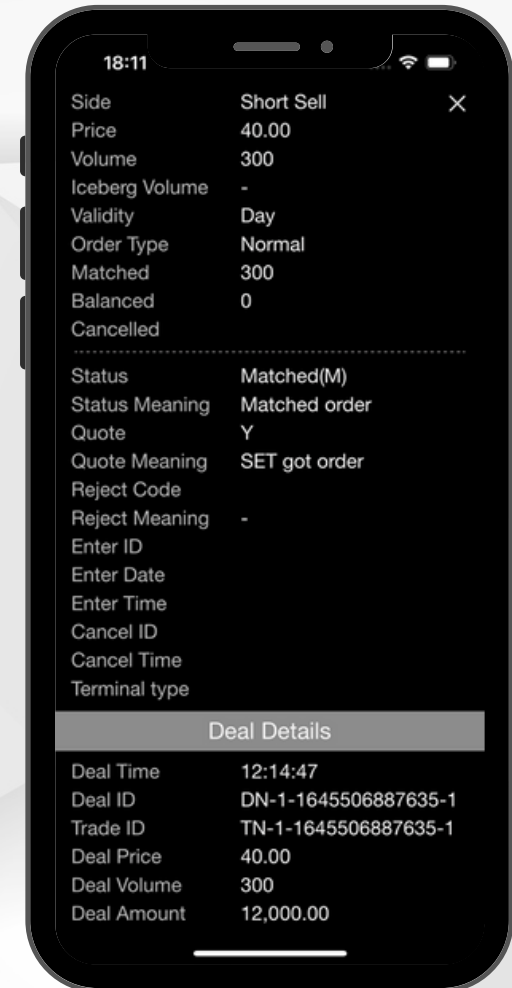 18:11
Side Short Sell ×
Price 40.00
Volume 300
Iceberg Volume -
Validity Day
Order Type Normal
Matched 300
Balanced 0
Cancelled
Status Matched(M)
Status Meaning Matched order
Quote Y
Quote Meaning SET got order
Reject Code
Reject Meaning -
Enter ID
Enter Date
Enter Time
Cancel ID
Cancel Time
Terminal type
Deal Details
Deal Time 12:14:47
Deal ID DN-1-1645506887635-1
Trade ID TN-1-1645506887635-1
Deal Price 40.00
Deal Volume 300
Deal Amount 12,000.00